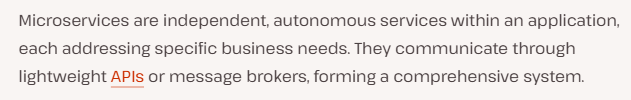 Microservices are independent, autonomous services within an application,
each addressing specific business needs. They communicate through
lightweight APIs or message brokers, forming a comprehensive system.